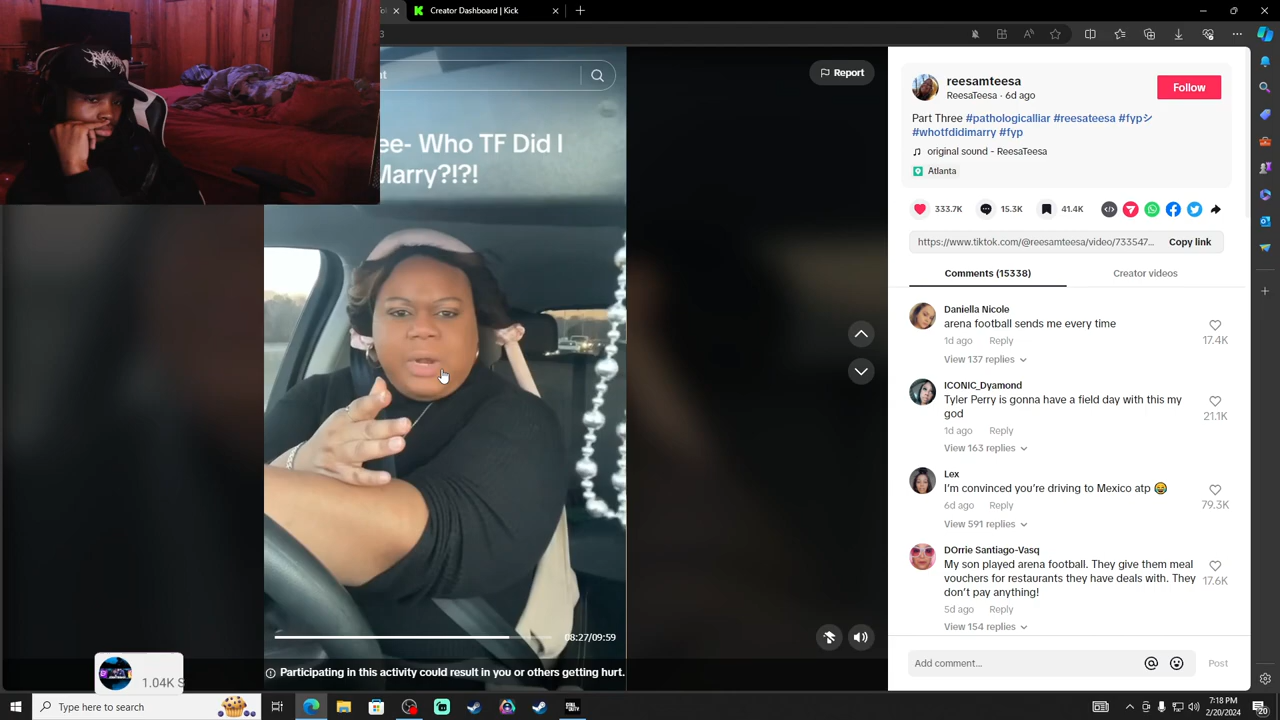 Creator Dashboard | Kick
3
nt
Report
ee- Who TF Did I
Marry?!?!
08:27/09:59
Participating in this activity could result in you or others getting hurt.
reesamteesa
ReesaTeesa · 6d ago
Follow
Part Three #pathologicalliar #reesateesa #fypシ
#whotfdidimarry #fyp
original sound - ReesaTeesa
Atlanta
333.7K
15.3K
41.4K
https://www.tiktok.com/@reesamteesa/video/733547...
Copy link
Comments (15338)
Creator videos
Daniella Nicole
arena football sends me every time
1d ago Reply
17.4K
View 137 replies
ICONIC_Dyamond
Tyler Perry is gonna have a field day with this my
god
21.1K
1d ago Reply
View 163 replies
Lex
I'm convinced you're driving to Mexico atp 😂
6d ago Reply
79.3K
View 591 replies
DOrrie Santiago-Vasq
My son played arena football. They give them meal
vouchers for restaurants they have deals with. They
don't pay anything!
17.6K
5d ago Reply
View 154 replies
Add comment...
Post
1.04K S
Type here to search
7:18 PM
2/20/2024